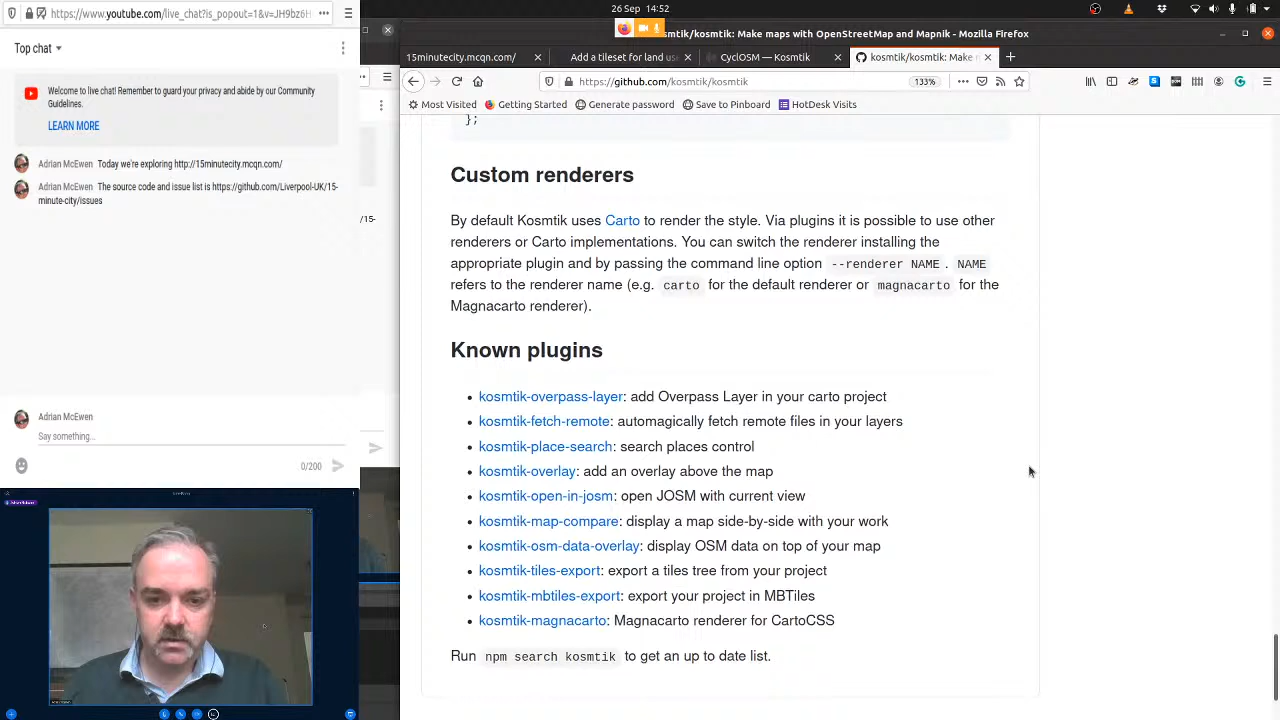 26 Sep 14:52
https://www.youtube.com/live_chat?is_popout=1&v=JH9bz6H
smtik/kosmtik: Make maps with OpenStreetMap and Mapnik - Mozilla Firefox
15minutecity.mcqn.com/
Add a tileset for land use
CyclOSM — Kosmtik
kosmtik/kosmtik: Make m
https://github.com/kosmtik/kosmtik
133%
Most Visited
Getting Started
Generate password
Save to Pinboard
HotDesk Visits
Top chat
Welcome to live chat! Remember to guard your privacy and abide by our Community
Guidelines.
LEARN MORE
Adrian McEwen Today we're exploring http://15minutecity.mcqn.com/
Adrian McEwen The source code and issue list is https://github.com/Liverpool-UK/15-
minute-city/issues
/15-
Adrian McEwen
Say something...
0/200
};
Custom renderers
By default Kosmtik uses Carto to render the style. Via plugins it is possible to use other
renderers or Carto implementations. You can switch the renderer installing the
appropriate plugin and by passing the command line option --renderer NAME . NAME
refers to the renderer name (e.g. carto for the default renderer or magnacarto for the
Magnacarto renderer).
Known plugins
• kosmtik-overpass-layer: add Overpass Layer in your carto project
• kosmtik-fetch-remote: automagically fetch remote files in your layers
• kosmtik-place-search: search places control
• kosmtik-overlay: add an overlay above the map
• kosmtik-open-in-josm: open JOSM with current view
• kosmtik-map-compare: display a map side-by-side with your work
• kosmtik-osm-data-overlay: display OSM data on top of your map
• kosmtik-tiles-export: export a tiles tree from your project
• kosmtik-mbtiles-export: export your project in MBTiles
• kosmtik-magnacarto: Magnacarto renderer for CartoCSS
Run npm search kosmtik to get an up to date list.